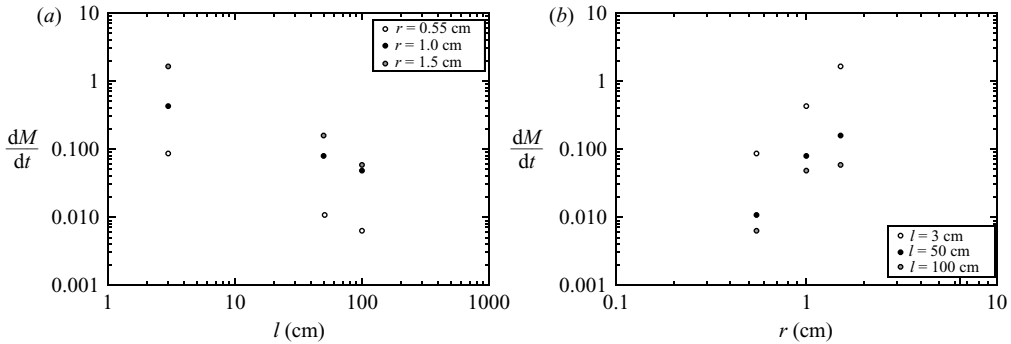 (a)
10
1
0.100
0.010
0.001
dM
dt
1
10
100
1000
l (cm)
r = 0.55 cm
r = 1.0 cm
r = 1.5 cm
(b)
10
1
0.100
0.010
0.001
dM
dt
0.1
1
10
r (cm)
l = 3 cm
l = 50 cm
l = 100 cm